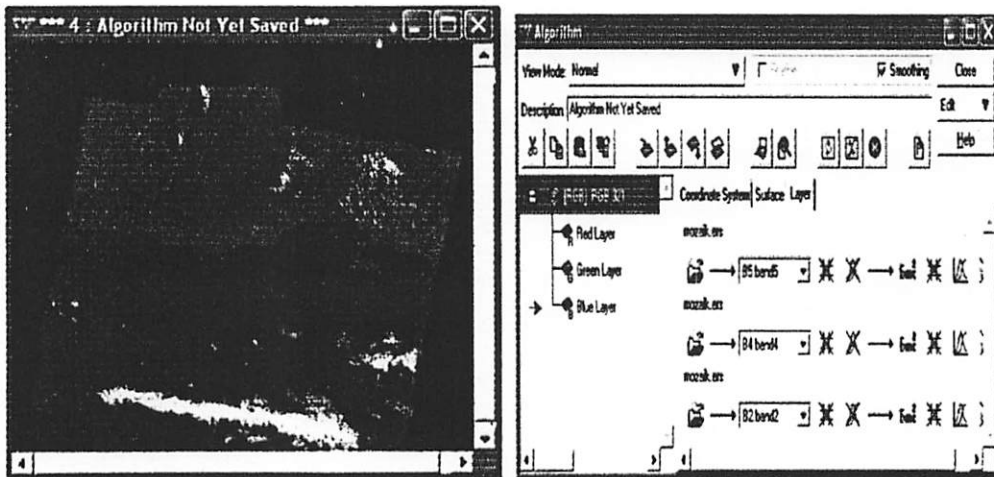 *** 4 : Algorithm Not Yet Saved ***
Algorithm
View Mode: Normal
Smoothing
Close
Description: Algorithm Not Yet Saved
Edit
Help
[RGB]: RGB 321
Coordinate System Surface Layer
Red Layer
Green Layer
Blue Layer
mozaik.ers
B5:band5
mozaik.ers
B4:band4
mozaik.ers
B2:band2